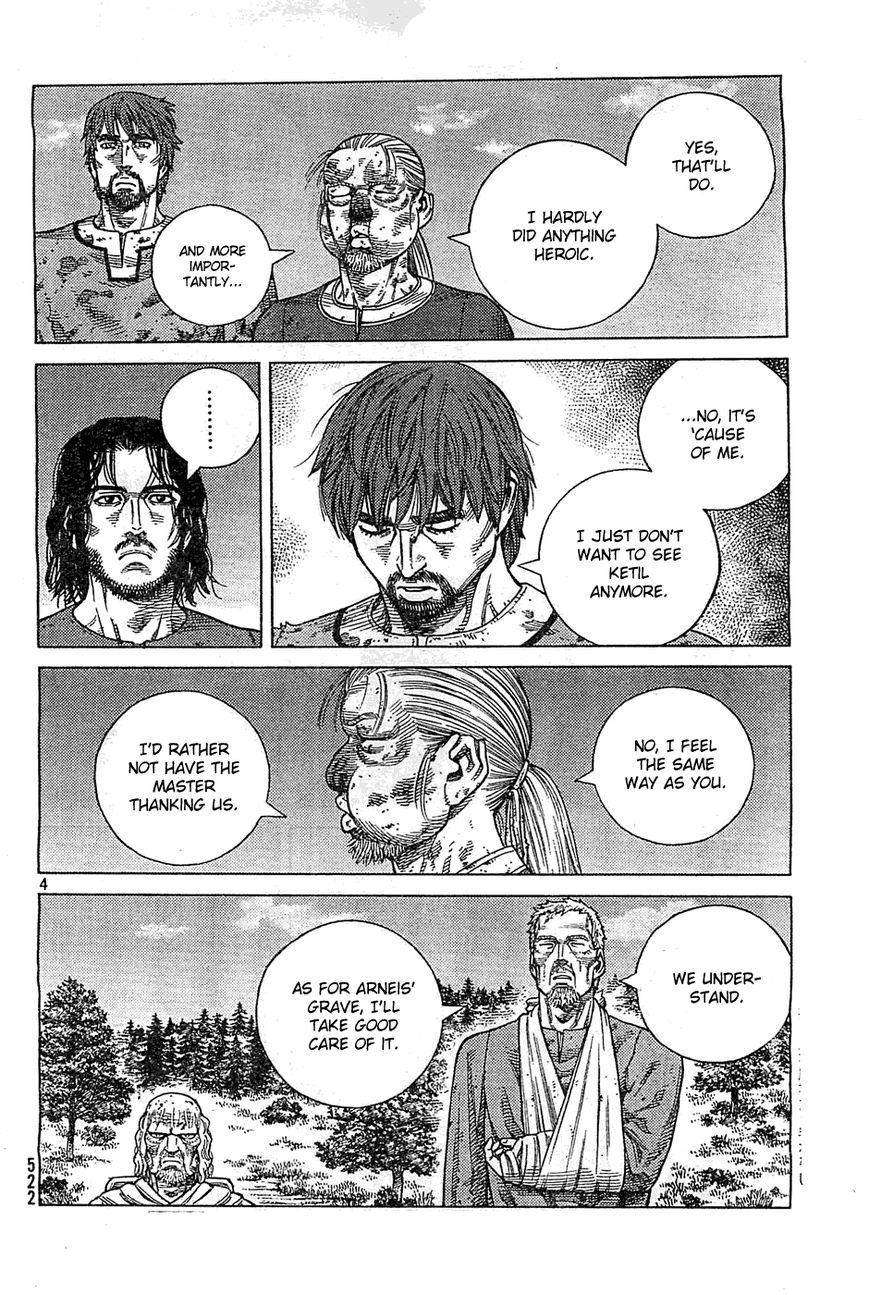 YES,
THAT'LL
DO.
I HARDLY
DID ANYTHING
HEROIC.
AND MORE
IMPOR-
TANTLY...
...NO, IT'S
'CAUSE
OF ME.
I JUST DON'T
WANT TO SEE
KETIL
ANYMORE.
........
NO, I FEEL
THE SAME
WAY AS YOU.
I'D RATHER
NOT HAVE THE
MASTER
THANKING US.
4
WE UNDER-
STAND.
AS FOR ARNEIS'
GRAVE, I'LL
TAKE GOOD
CARE OF IT.
522